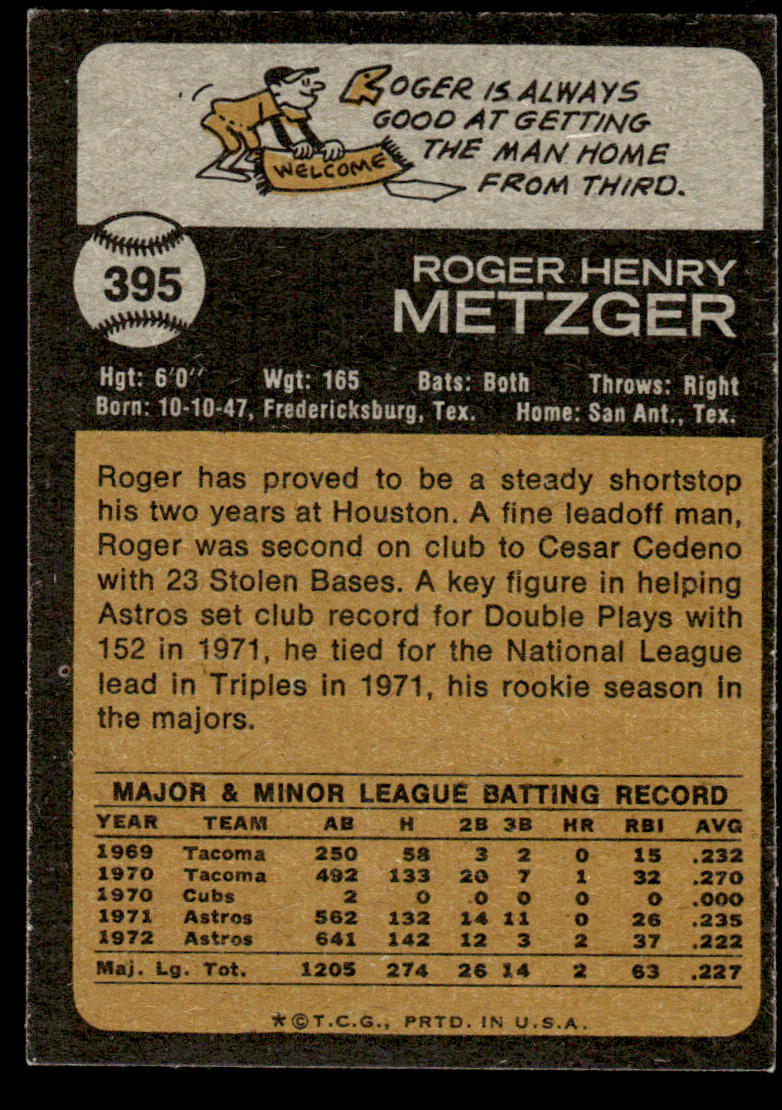 ROGER IS ALWAYS
GOOD AT GETTING
THE MAN HOME
FROM THIRD.
WELCOME
395
ROGER HENRY
METZGER
Hgt: 6'0" Wgt: 165 Bats: Both Throws: Right
Born: 10-10-47, Fredericksburg, Tex. Home: San Ant., Tex.
Roger has proved to be a steady shortstop
his two years at Houston. A fine leadoff man,
Roger was second on club to Cesar Cedeno
with 23 Stolen Bases. A key figure in helping
Astros set club record for Double Plays with
152 in 1971, he tied for the National League
lead in Triples in 1971, his rookie season in
the majors.
MAJOR & MINOR LEAGUE BATTING RECORD
YEAR TEAM AB H 2B 3B HR RBI AVG
1969 Tacoma 250 58 3 2 0 15 .232
1970 Tacoma 492 133 20 7 1 32 .270
1970 Cubs 2 0 0 0 0 0 .000
1971 Astros 562 132 14 11 0 26 .235
1972 Astros 641 142 12 3 2 37 .222
Maj. Lg. Tot. 1205 274 26 14 2 63 .227
*©T.C.G., PRTD. IN U.S.A.